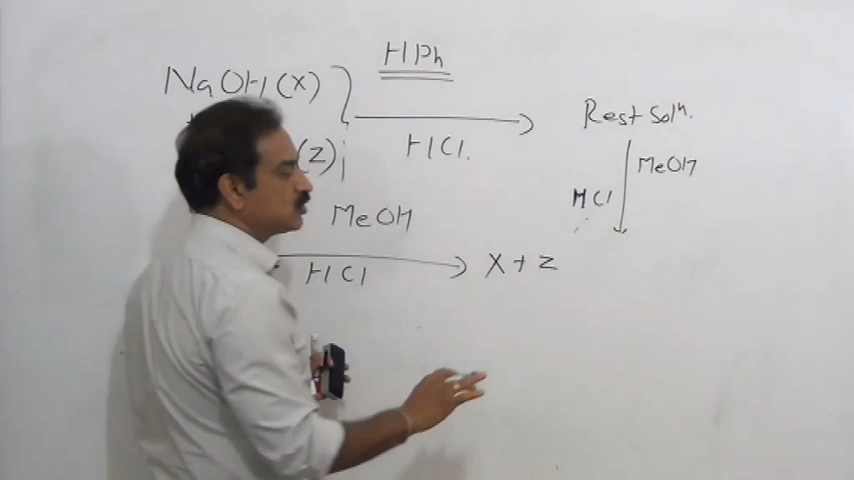 HPh
NaOH (X)
HCl.
(Z)
Rest Solⁿ.
MeOH
HCl
MeOH
HCl
X + Z